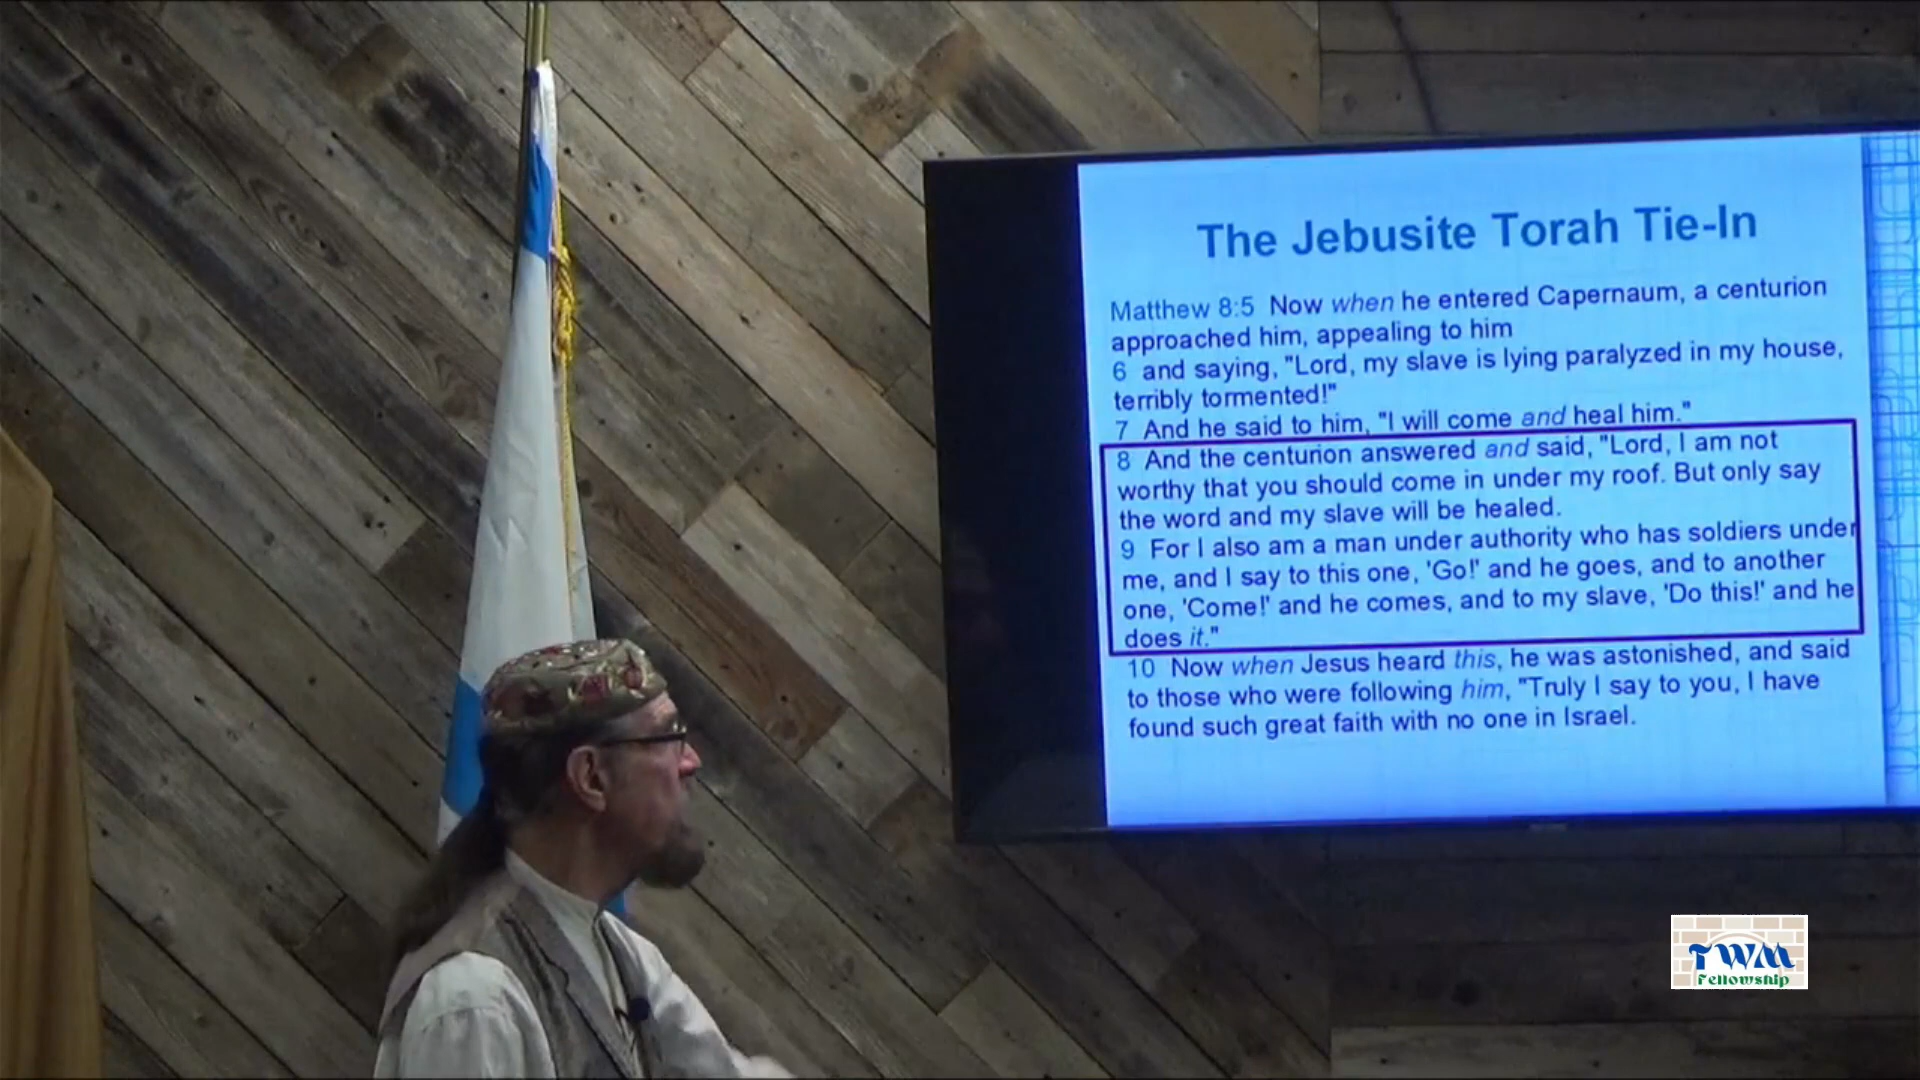 The Jebusite Torah Tie-In
Matthew 8:5 Now when he entered Capernaum, a centurion
approached him, appealing to him
6 and saying, "Lord, my slave is lying paralyzed in my house,
terribly tormented!"
7 And he said to him, "I will come and heal him."
8 And the centurion answered and said, "Lord, I am not
worthy that you should come in under my roof. But only say
the word and my slave will be healed.
9 For I also am a man under authority who has soldiers under
me, and I say to this one, 'Go!' and he goes, and to another
one, 'Come!' and he comes, and to my slave, 'Do this!' and he
does it."
10 Now when Jesus heard this, he was astonished, and said
to those who were following him, "Truly I say to you, I have
found such great faith with no one in Israel.
TWM
Fellowship